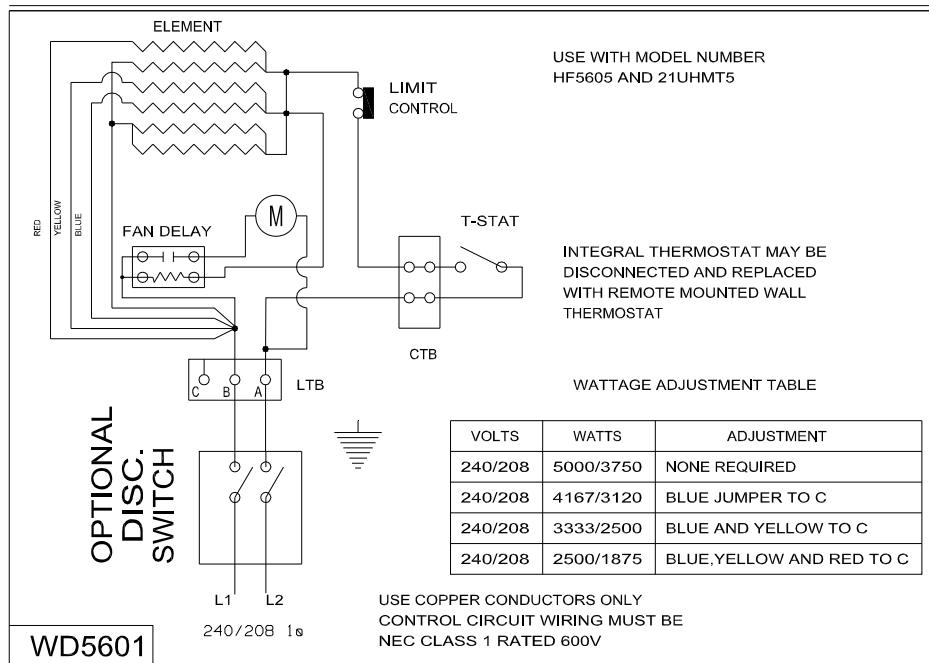 ELEMENT
USE WITH MODEL NUMBER
HF5605 AND 21UHMT5
LIMIT
CONTROL
RED
YELLOW
BLUE
FAN DELAY
M
T-STAT
INTEGRAL THERMOSTAT MAY BE
DISCONNECTED AND REPLACED
WITH REMOTE MOUNTED WALL
THERMOSTAT
CTB
C B A
LTB
OPTIONAL
DISC.
SWITCH
WATTAGE ADJUSTMENT TABLE
VOLTS WATTS ADJUSTMENT
240/208 5000/3750 NONE REQUIRED
240/208 4167/3120 BLUE JUMPER TO C
240/208 3333/2500 BLUE AND YELLOW TO C
240/208 2500/1875 BLUE,YELLOW AND RED TO C
L1 L2
240/208 1ø
USE COPPER CONDUCTORS ONLY
CONTROL CIRCUIT WIRING MUST BE
NEC CLASS 1 RATED 600V
WD5601